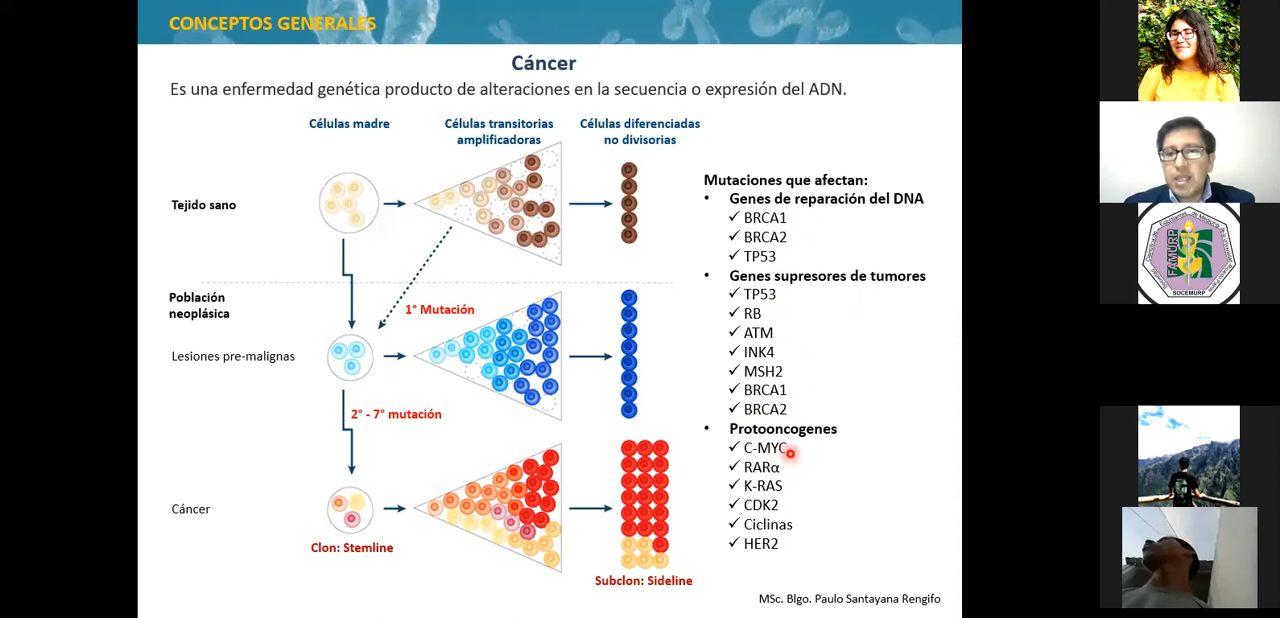 CONCEPTOS GENERALES
Cáncer
Es una enfermedad genética producto de alteraciones en la secuencia o expresión del ADN.
Células madre
Células transitorias
amplificadoras
Células diferenciadas
no divisorias
Tejido sano
1° Mutación
Población
neoplásica
Lesiones pre-malignas
2° - 7° mutación
Cáncer
Clon: Stemline
Subclon: Sideline
Mutaciones que afectan:
• Genes de reparación del DNA
✓ BRCA1
✓ BRCA2
✓ TP53
• Genes supresores de tumores
✓ TP53
✓ RB
✓ ATM
✓ INK4
✓ MSH2
✓ BRCA1
✓ BRCA2
• Protooncogenes
✓ C-MYC
✓ RARα
✓ K-RAS
✓ CDK2
✓ Ciclinas
✓ HER2
MSc. Blgo. Paulo Santayana Rengifo
FAMURP
SOCEMURP